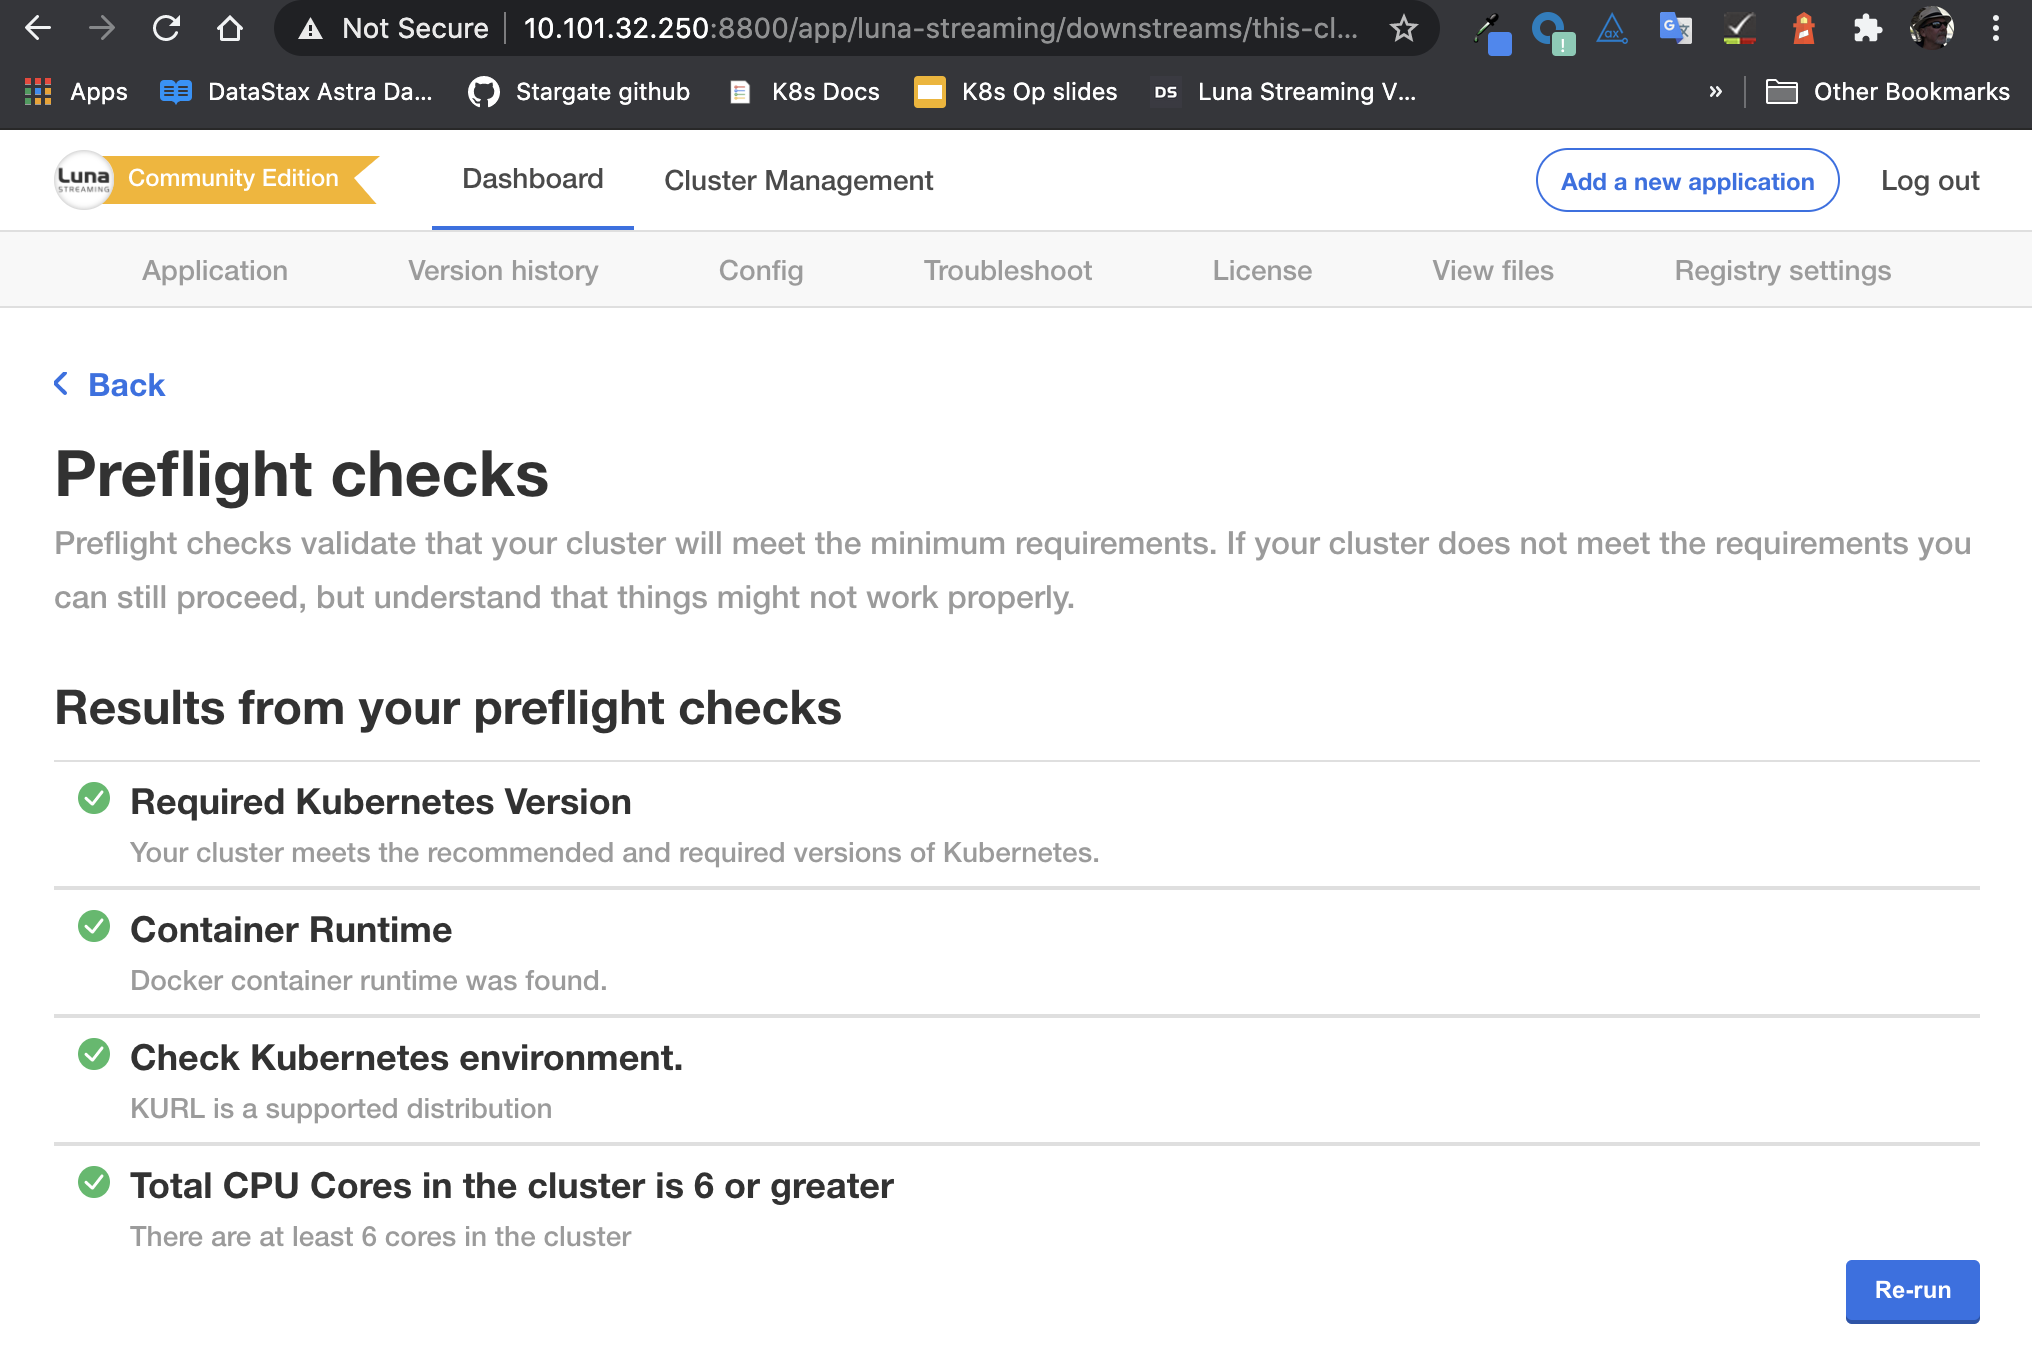 Not Secure
10.101.32.250:8800/app/luna-streaming/downstreams/this-cl...
Apps
DataStax Astra Da...
Stargate github
K8s Docs
K8s Op slides
DS
Luna Streaming V...
»
Other Bookmarks
Luna
STREAMING
Community Edition
Dashboard
Cluster Management
Add a new application
Log out
Application
Version history
Config
Troubleshoot
License
View files
Registry settings
Back
Preflight checks
Preflight checks validate that your cluster will meet the minimum requirements. If your cluster does not meet the requirements you
can still proceed, but understand that things might not work properly.
Results from your preflight checks
Required Kubernetes Version
Your cluster meets the recommended and required versions of Kubernetes.
Container Runtime
Docker container runtime was found.
Check Kubernetes environment.
KURL is a supported distribution
Total CPU Cores in the cluster is 6 or greater
There are at least 6 cores in the cluster
Re-run